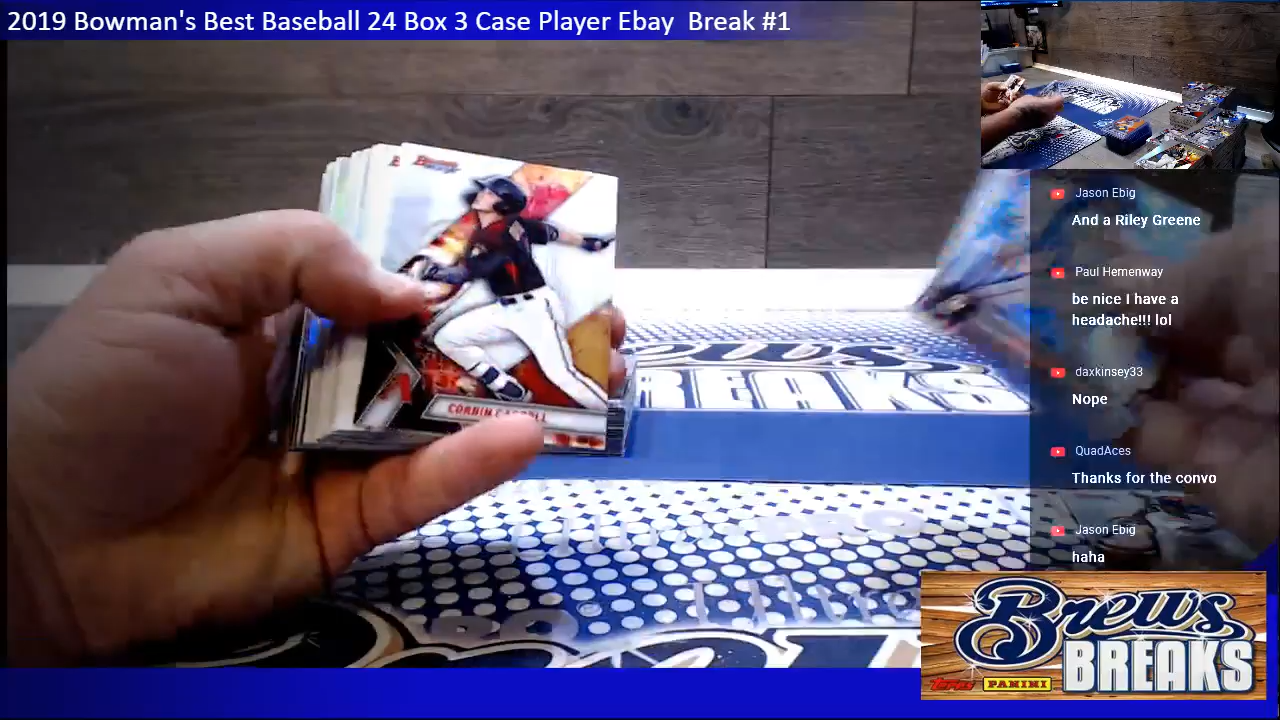 2019 Bowman's Best Baseball 24 Box 3 Case Player Ebay Break #1
Jason Ebig
And a Riley Greene
Paul Hemenway
be nice I have a
headache!!! lol
daxkinsey33
Nope
QuadAces
Thanks for the convo
Jason Ebig
haha
CORBIN CARROLL
BREAKS
Ultra
Brews
BREAKS
Topps
PANINI